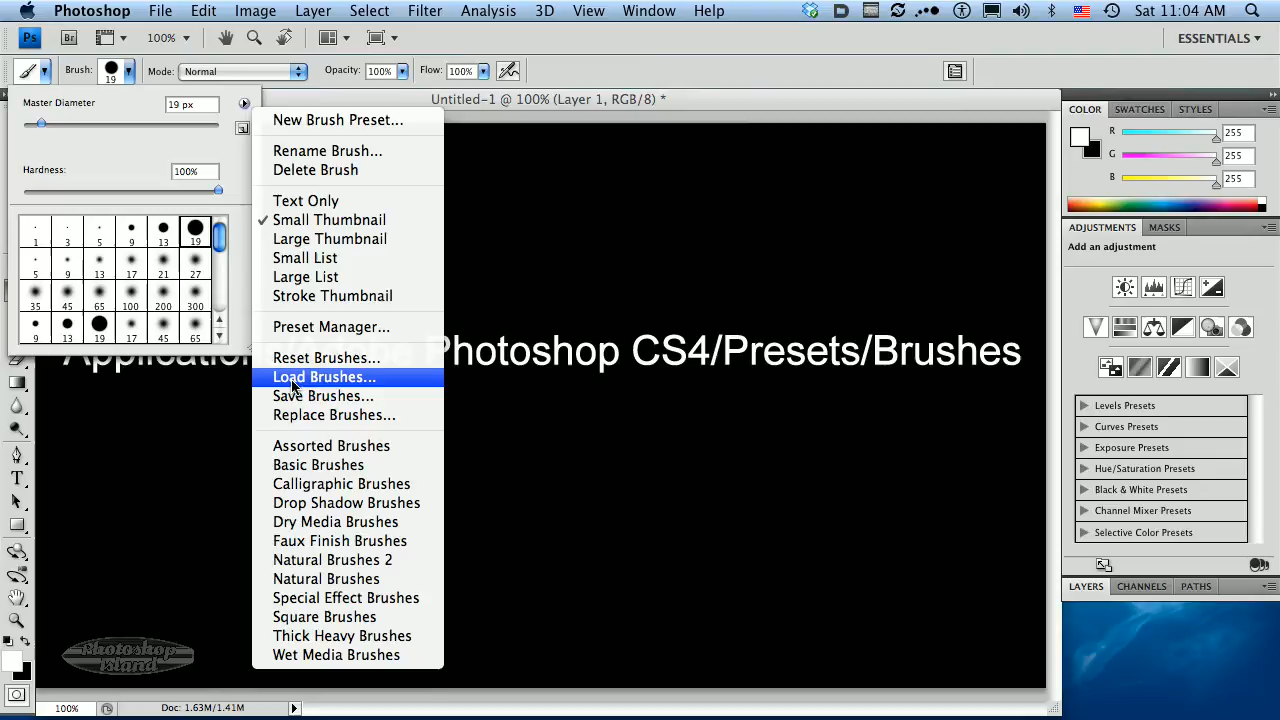 Photoshop File Edit Image Layer Select Filter Analysis 3D View Window Help Sat 11:04 AM
Ps Br 100% ESSENTIALS
Brush: 19 Mode: Normal Opacity: 100% Flow: 100%
Untitled-1 @ 100% (Layer 1, RGB/8) *
Master Diameter 19 px
Hardness: 100%
1 3 5 9 13 19
5 9 13 17 21 27
35 45 65 100 200 300
9 13 19 17 45 65
New Brush Preset...
Rename Brush...
Delete Brush
Text Only
✓ Small Thumbnail
Large Thumbnail
Small List
Large List
Stroke Thumbnail
Preset Manager...
Reset Brushes...
Load Brushes...
Save Brushes...
Replace Brushes...
Assorted Brushes
Basic Brushes
Calligraphic Brushes
Drop Shadow Brushes
Dry Media Brushes
Faux Finish Brushes
Natural Brushes 2
Natural Brushes
Special Effect Brushes
Square Brushes
Thick Heavy Brushes
Wet Media Brushes
Photoshop CS4/Presets/Brushes
COLOR SWATCHES STYLES
R 255
G 255
B 255
ADJUSTMENTS MASKS
Add an adjustment
Levels Presets
Curves Presets
Exposure Presets
Hue/Saturation Presets
Black & White Presets
Channel Mixer Presets
Selective Color Presets
LAYERS CHANNELS PATHS
Photoshop
Island
100% Doc: 1.63M/1.41M